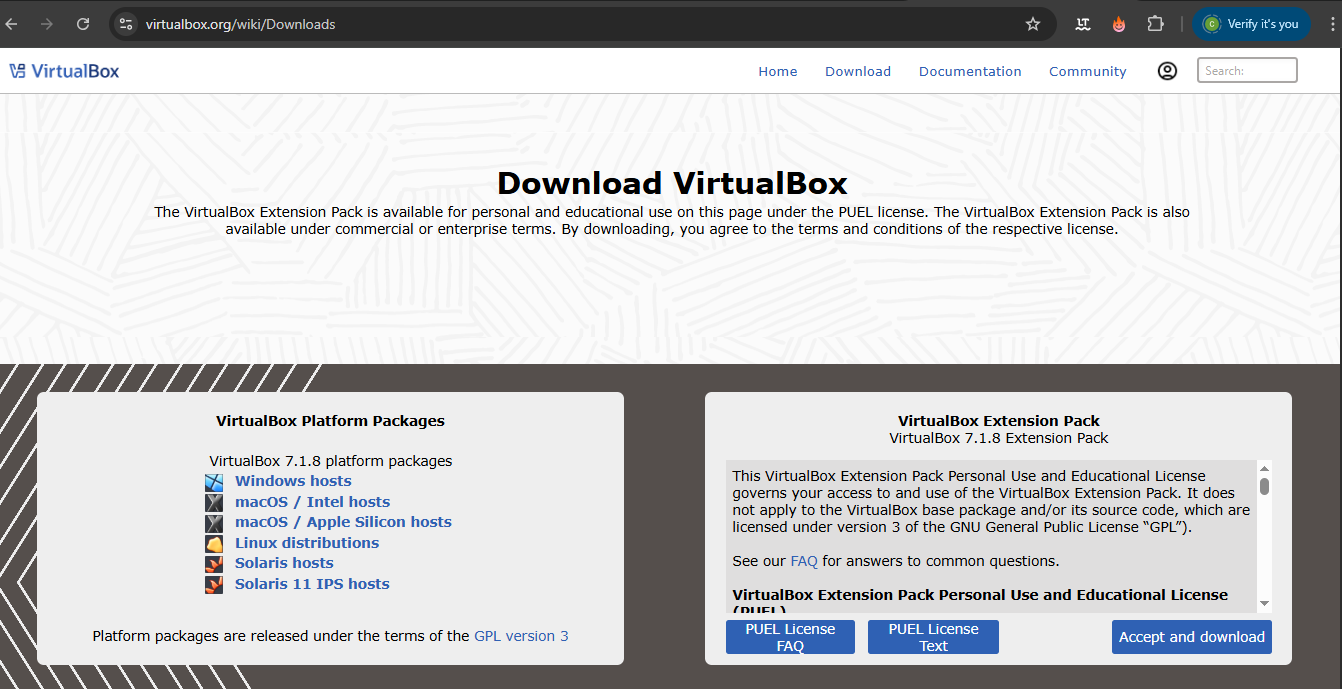 virtualbox.org/wiki/Downloads
C
Verify it's you
VirtualBox
Home
Download
Documentation
Community
Search:
Download VirtualBox
The VirtualBox Extension Pack is available for personal and educational use on this page under the PUEL license. The VirtualBox Extension Pack is also
available under commercial or enterprise terms. By downloading, you agree to the terms and conditions of the respective license.
VirtualBox Platform Packages
VirtualBox 7.1.8 platform packages
Windows hosts
macOS / Intel hosts
macOS / Apple Silicon hosts
Linux distributions
Solaris hosts
Solaris 11 IPS hosts
Platform packages are released under the terms of the GPL version 3
VirtualBox Extension Pack
VirtualBox 7.1.8 Extension Pack
This VirtualBox Extension Pack Personal Use and Educational License
governs your access to and use of the VirtualBox Extension Pack. It does
not apply to the VirtualBox base package and/or its source code, which are
licensed under version 3 of the GNU General Public License “GPL”).
See our FAQ for answers to common questions.
VirtualBox Extension Pack Personal Use and Educational License
(PUEL)
PUEL License
FAQ
PUEL License
Text
Accept and download